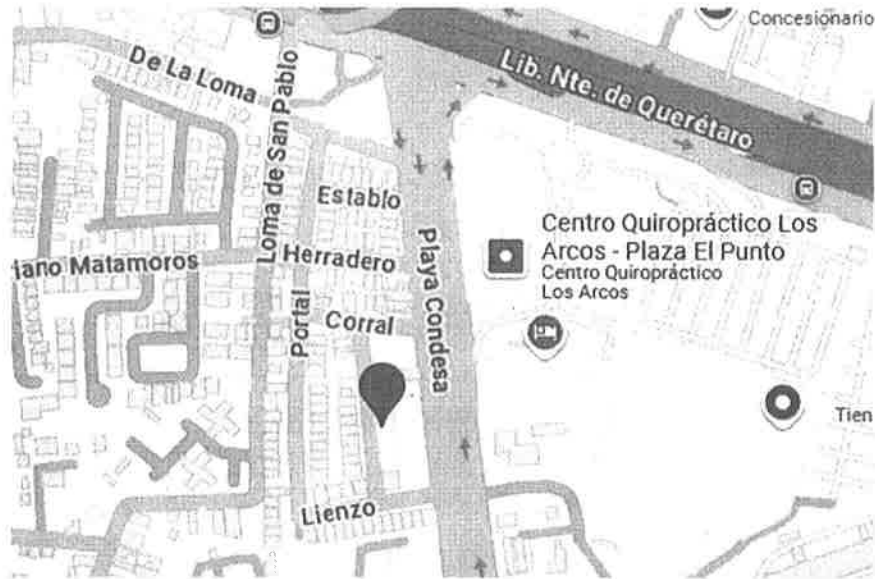 Concesionario
De La Loma
Loma de San Pablo
Lib. Nte. de Querétaro
Establo
Centro Quiropráctico Los
Arcos - Plaza El Punto
Centro Quiropráctico
Los Arcos
iano Matamoros
Herradero
Playa Condesa
Portal
Corral
Tien
Lienzo